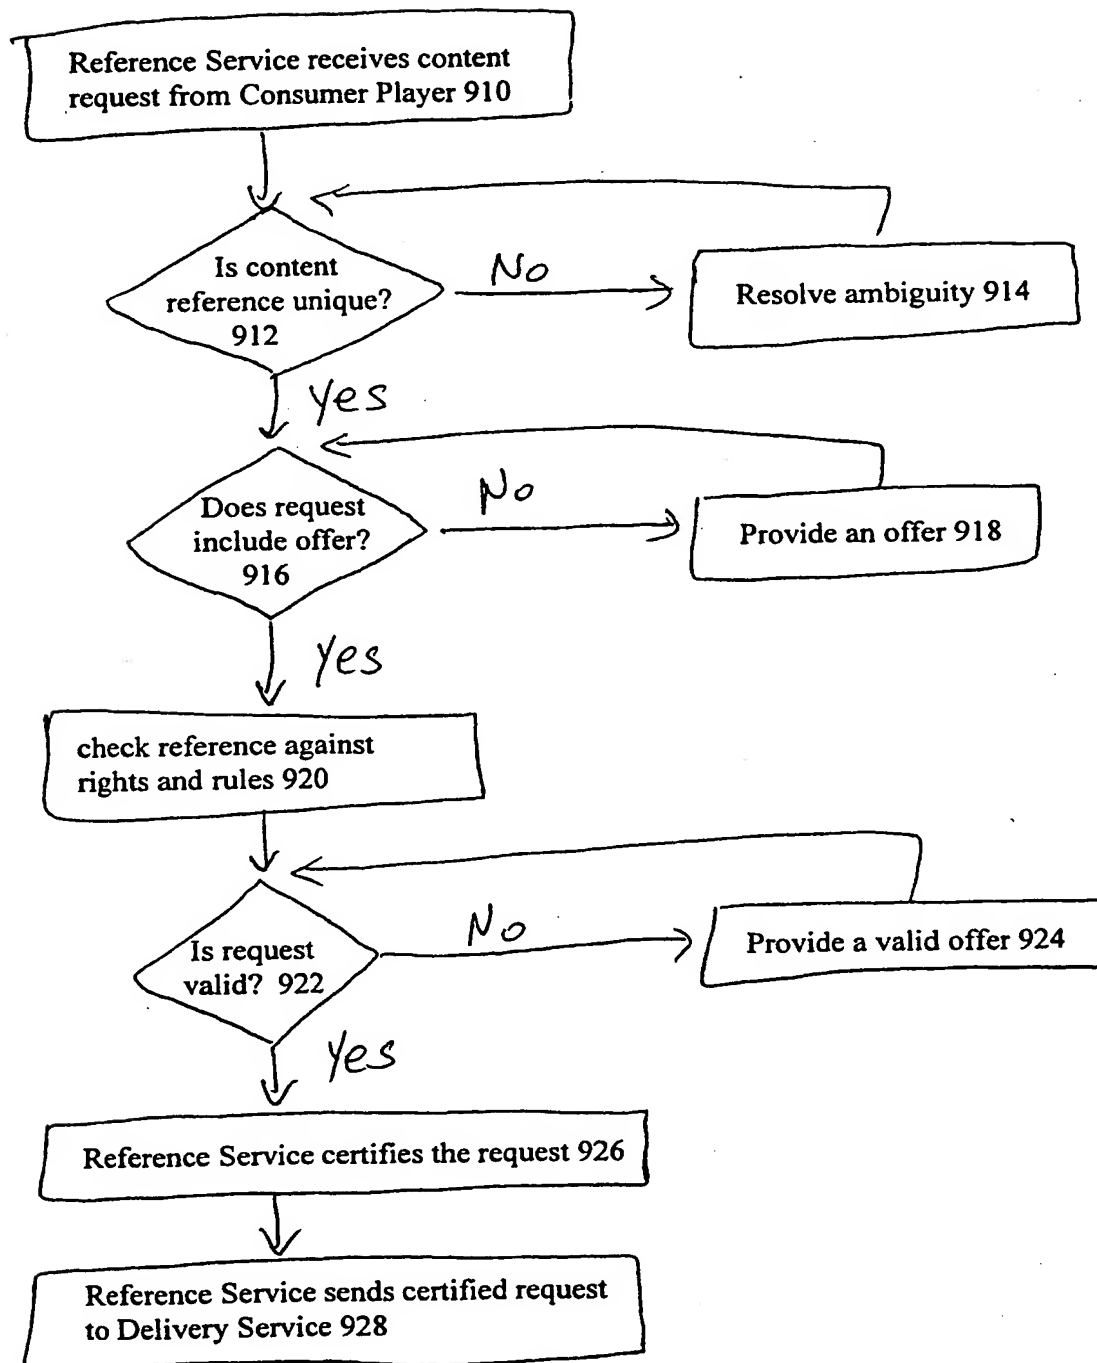 Reference Service receives content
request from Consumer Player 910
Is content
reference unique?
912
No
Resolve ambiguity 914
Yes
Does request
include offer?
916
No
Provide an offer 918
Yes
check reference against
rights and rules 920
Is request
valid? 922
No
Provide a valid offer 924
Yes
Reference Service certifies the request 926
Reference Service sends certified request
to Delivery Service 928